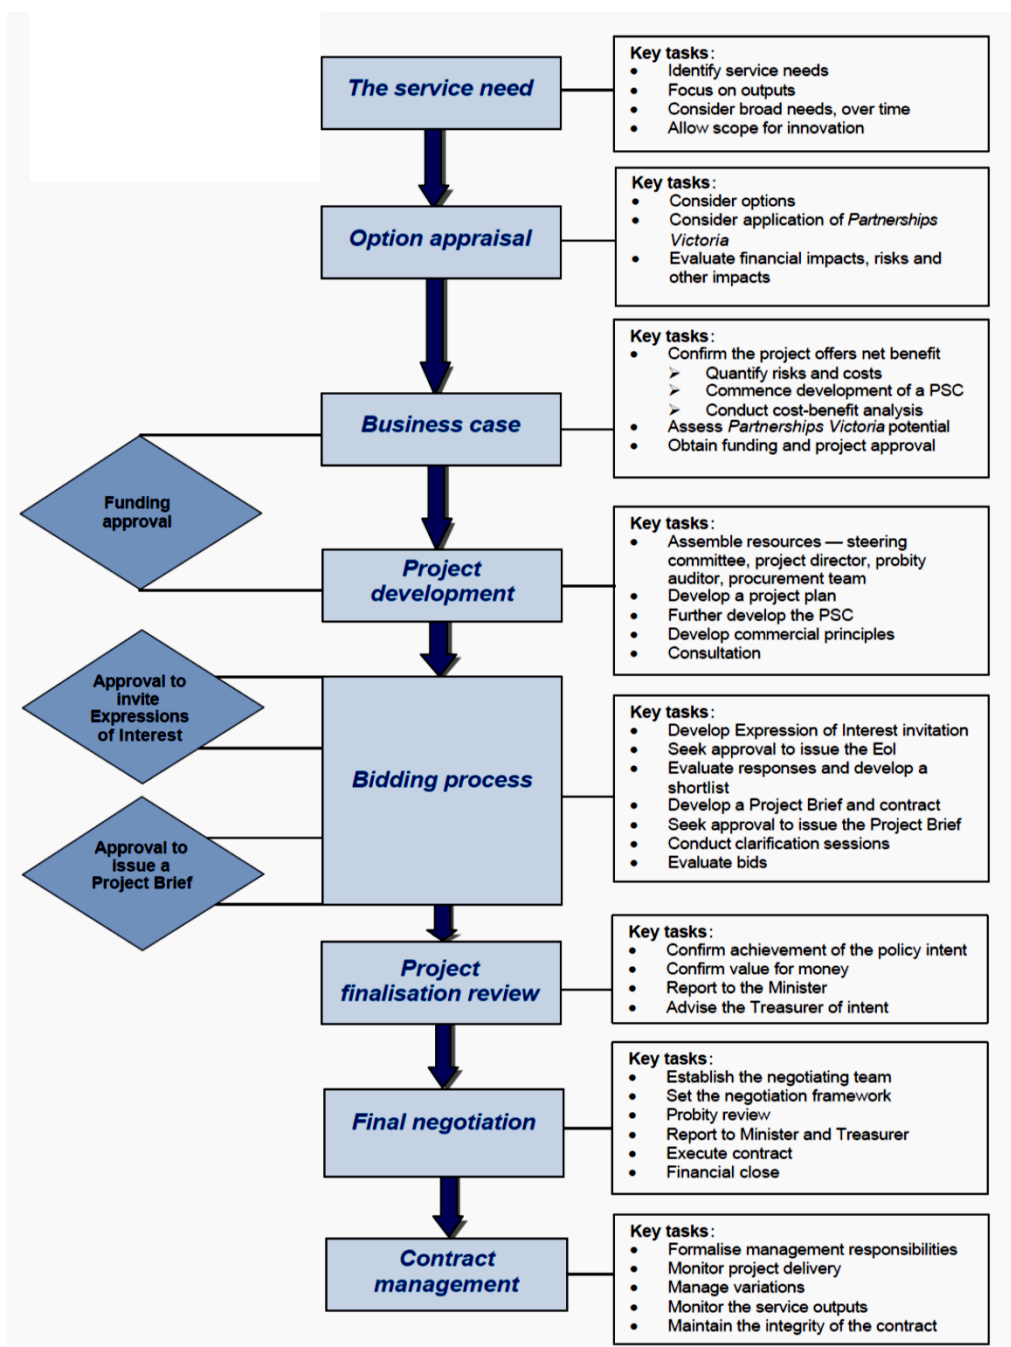 The service need
Key tasks:
• Identify service needs
• Focus on outputs
• Consider broad needs, over time
• Allow scope for innovation
Option appraisal
Key tasks:
• Consider options
• Consider application of Partnerships
Victoria
• Evaluate financial impacts, risks and
other impacts
Business case
Key tasks:
• Confirm the project offers net benefit
➢ Quantify risks and costs
➢ Commence development of a PSC
➢ Conduct cost-benefit analysis
• Assess Partnerships Victoria potential
• Obtain funding and project approval
Funding
approval
Project
development
Key tasks:
• Assemble resources — steering
committee, project director, probity
auditor, procurement team
• Develop a project plan
• Further develop the PSC
• Develop commercial principles
• Consultation
Approval to
invite
Expressions
of Interest
Approval to
issue a
Project Brief
Bidding process
Key tasks:
• Develop Expression of Interest invitation
• Seek approval to issue the EoI
• Evaluate responses and develop a
shortlist
• Develop a Project Brief and contract
• Seek approval to issue the Project Brief
• Conduct clarification sessions
• Evaluate bids
Project
finalisation review
Key tasks:
• Confirm achievement of the policy intent
• Confirm value for money
• Report to the Minister
• Advise the Treasurer of intent
Final negotiation
Key tasks:
• Establish the negotiating team
• Set the negotiation framework
• Probity review
• Report to Minister and Treasurer
• Execute contract
• Financial close
Contract
management
Key tasks:
• Formalise management responsibilities
• Monitor project delivery
• Manage variations
• Monitor the service outputs
• Maintain the integrity of the contract